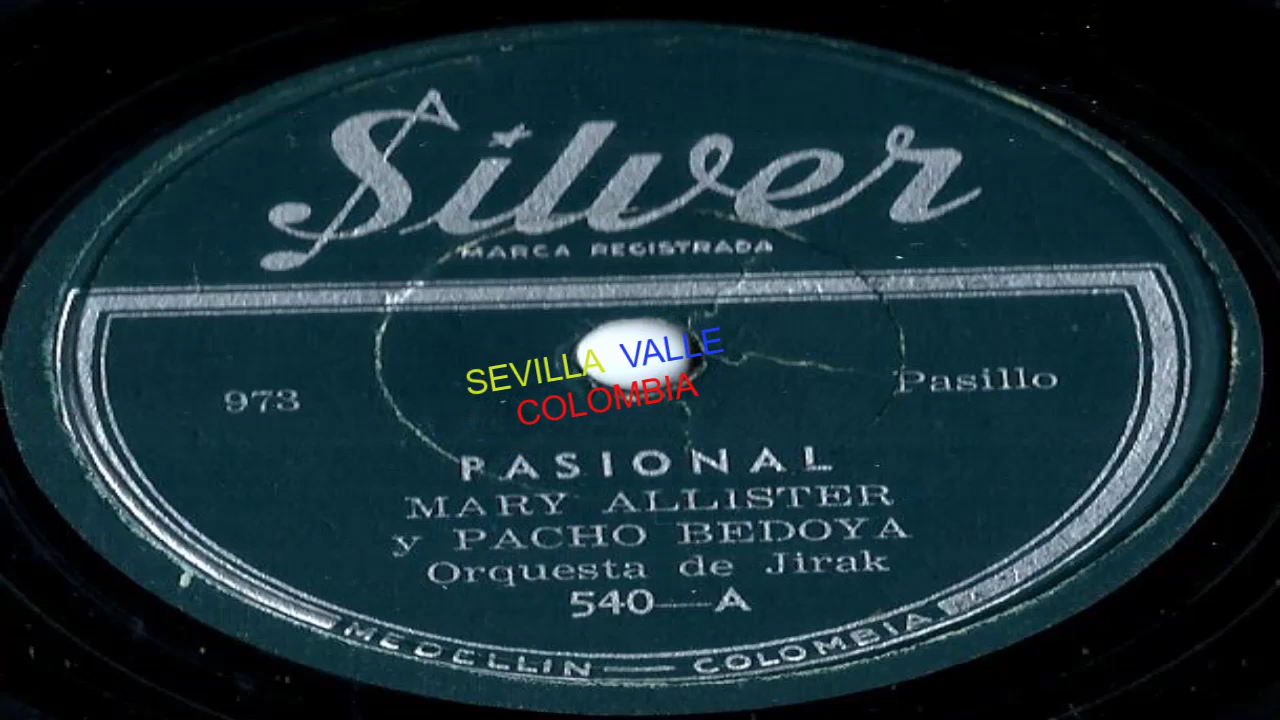 Silver
MARCA REGISTRADA
973
Pasillo
SEVILLA VALLE
COLOMBIA
PASIONAL
MARY ALLISTER
y PACHO BEDOYA
Orquesta de Jirak
540—A
MEDELLIN — COLOMBIA